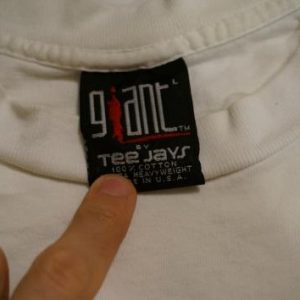 L
giant
TM
BY
TEE JAYS
100% COTTON
HEAVYWEIGHT
IN U.S.A.